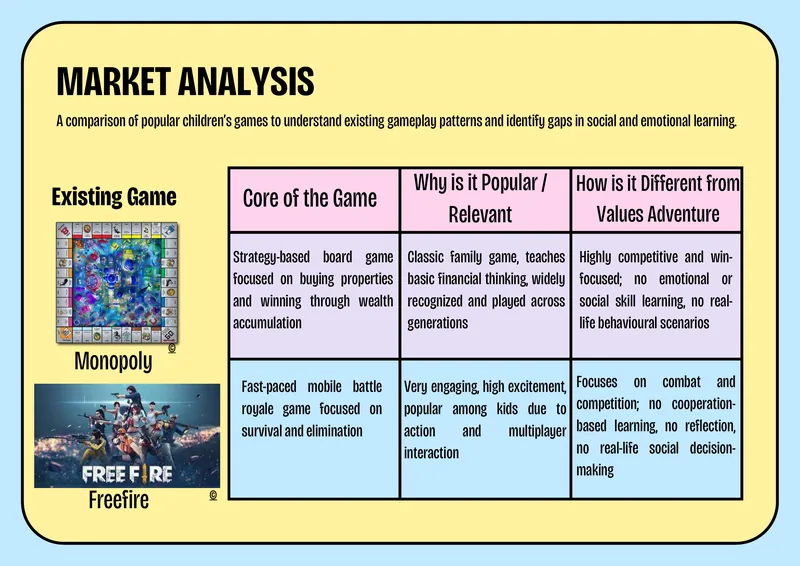 MARKET ANALYSIS
A comparison of popular children's games to understand existing gameplay patterns and identify gaps in social and emotional learning.
Existing Game
Core of the Game
Why is it Popular /
Relevant
How is it Different from
Values Adventure
Monopoly
©
Strategy-based board game
focused on buying properties
and winning through wealth
accumulation
Classic family game, teaches
basic financial thinking, widely
recognized and played across
generations
Highly competitive and win-
focused; no emotional or
social skill learning, no real-
life behavioural scenarios
FREE FIRE
Freefire
©
Fast-paced mobile battle
royale game focused on
survival and elimination
Very engaging, high excitement,
popular among kids due to
action and multiplayer
interaction
Focuses on combat and
competition; no cooperation-
based learning, no reflection,
no real-life social decision-
making